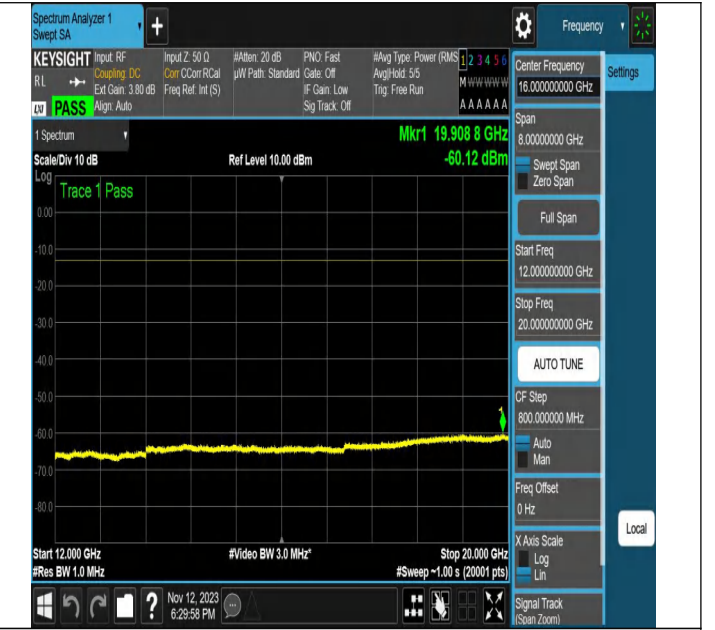 Spectrum Analyzer 1
Swept SA
+
Frequency
KEYSIGHT
RL
LXI
PASS
Input: RF
Coupling: DC
Ext Gain: 3.80 dB
Align: Auto
Input Z: 50 Ω
Corr CCorr RCal
Freq Ref: Int (S)
#Atten: 20 dB
µW Path: Standard
PNO: Fast
Gate: Off
IF Gain: Low
Sig Track: Off
#Avg Type: Power (RMS
Avg|Hold: 5/5
Trig: Free Run
1 2 3 4 5 6
M W W W W W
A A A A A A
1 Spectrum
Scale/Div 10 dB
Log
Ref Level 10.00 dBm
Mkr1 19.908 8 GHz
-60.12 dBm
Trace 1 Pass
0.00
-10.0
-20.0
-30.0
-40.0
-50.0
-60.0
-70.0
-80.0
1
Start 12.000 GHz
#Res BW 1.0 MHz
#Video BW 3.0 MHz*
Stop 20.000 GHz
#Sweep ~1.00 s (20001 pts)
Nov 12, 2023
6:29:58 PM
?
Center Frequency
16.000000000 GHz
Settings
Span
8.00000000 GHz
Swept Span
Zero Span
Full Span
Start Freq
12.000000000 GHz
Stop Freq
20.000000000 GHz
AUTO TUNE
CF Step
800.000000 MHz
Auto
Man
Freq Offset
0 Hz
X Axis Scale
Log
Lin
Signal Track
(Span Zoom)
Local